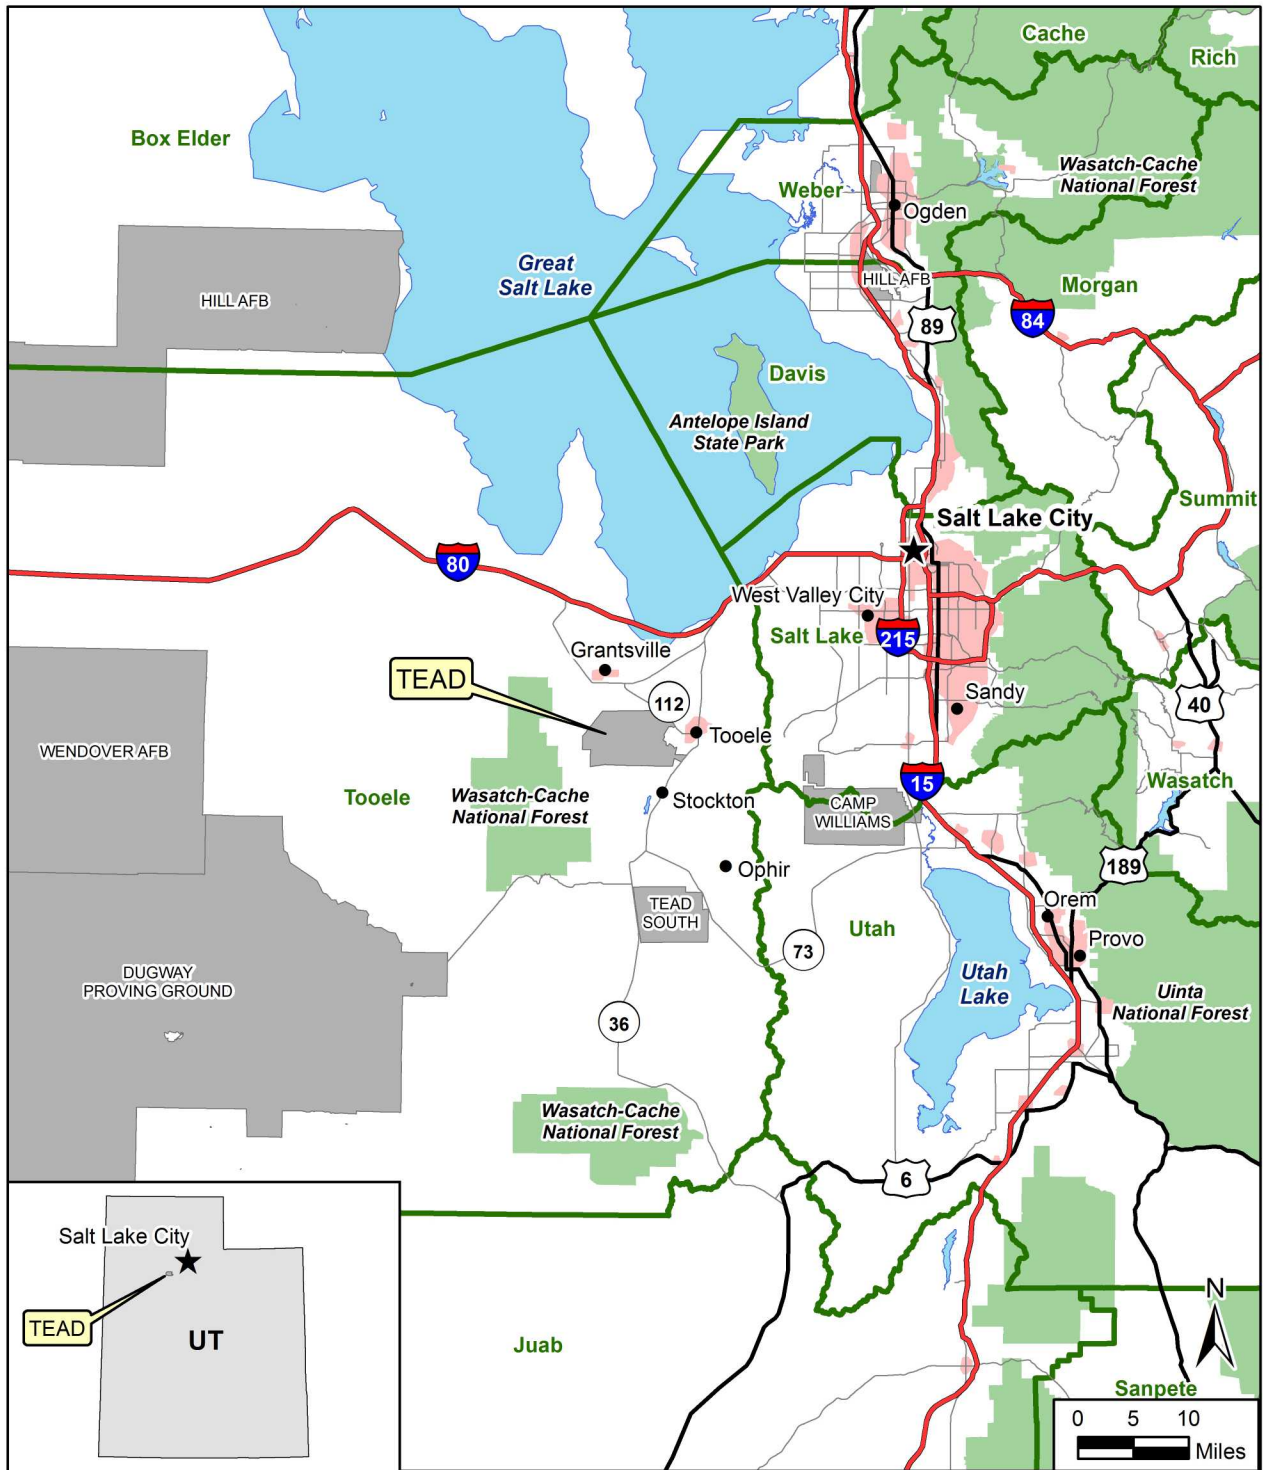 Cache
Rich
Box Elder
Wasatch-Cache
National Forest
Weber
Ogden
Great
Salt Lake
HILL AFB
HILL AFB
Morgan
89
84
Davis
Antelope Island
State Park
Summit
Salt Lake City
80
West Valley City
Salt Lake
215
Grantsville
TEAD
112
Sandy
40
Tooele
WENDOVER AFB
15
Wasatch
Tooele
Wasatch-Cache
National Forest
Stockton
CAMP
WILLIAMS
189
Ophir
Orem
TEAD
SOUTH
Utah
Provo
73
DUGWAY
PROVING GROUND
Utah
Lake
Uinta
National Forest
36
Wasatch-Cache
National Forest
6
Salt Lake City
TEAD
UT
Juab
N
Sanpete
0 5 10
Miles